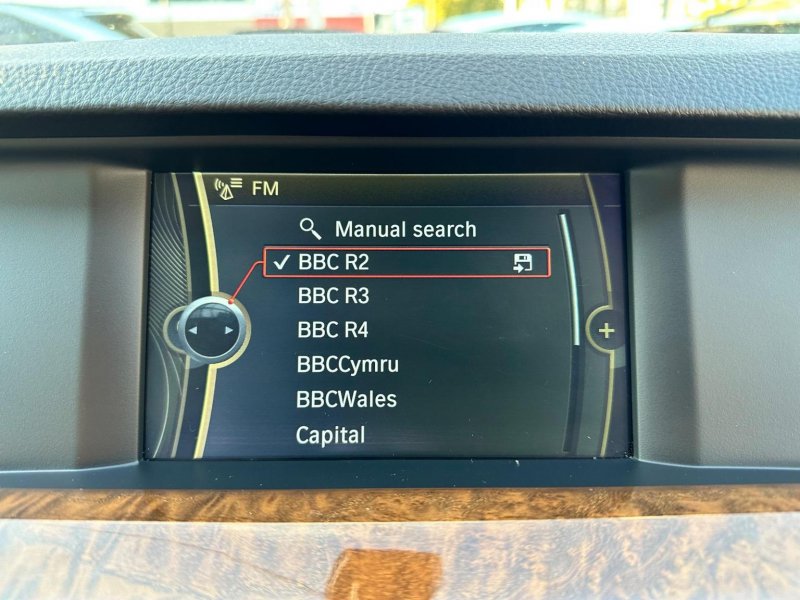 FM
Manual search
BBC R2
BBC R3
BBC R4
BBCCymru
BBCWales
Capital